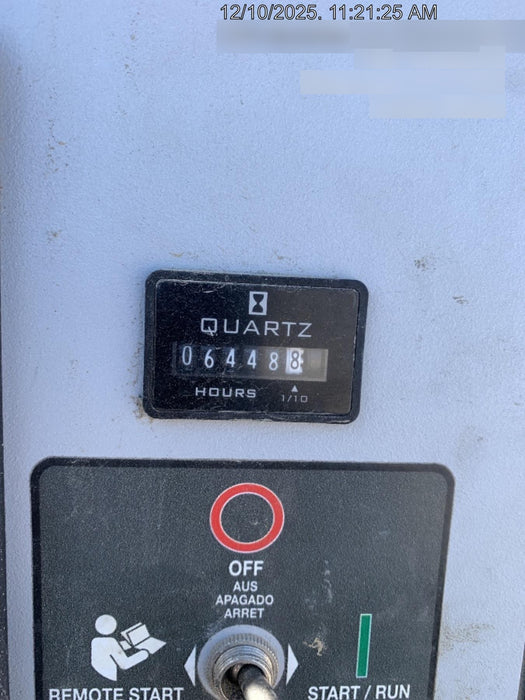 12/10/2025. 11:21:25 AM
QUARTZ
064488
HOURS 1/10
OFF
AUS
APAGADO
ARRET
REMOTE START
START / RUN